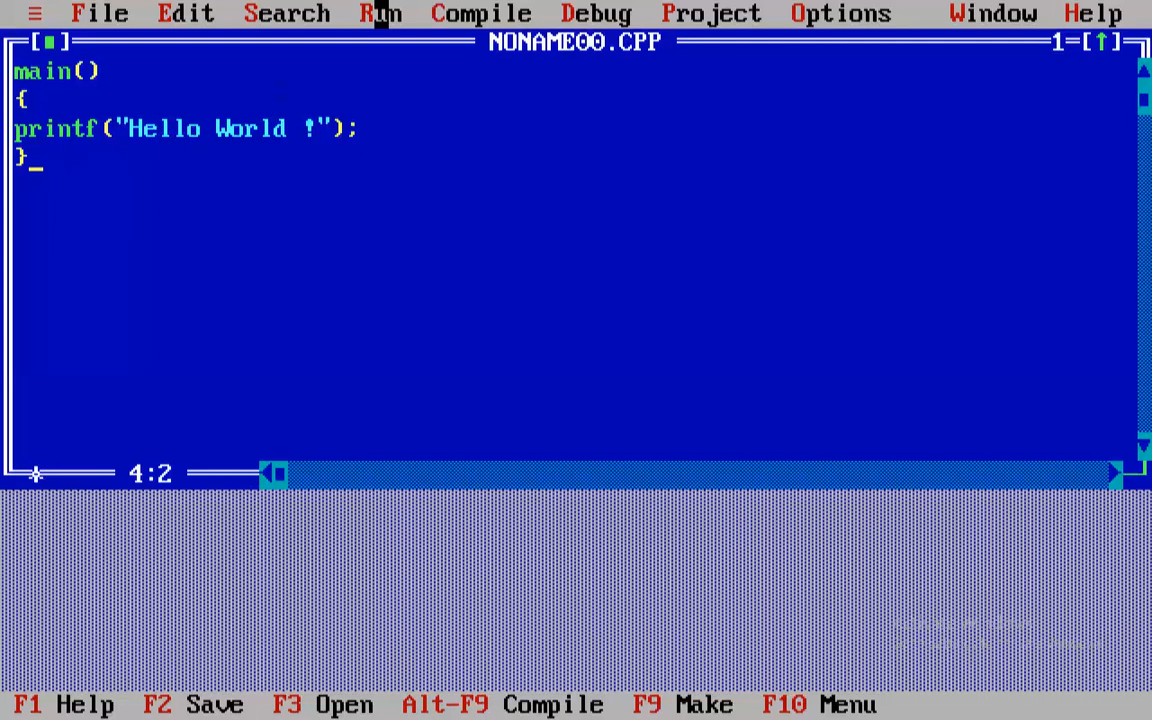 ≡ File Edit Search Run Compile Debug Project Options Window Help
[■] NONAME00.CPP 1=[↑]
main()
{
printf("Hello World !");
}_
4:2
F1 Help F2 Save F3 Open Alt-F9 Compile F9 Make F10 Menu